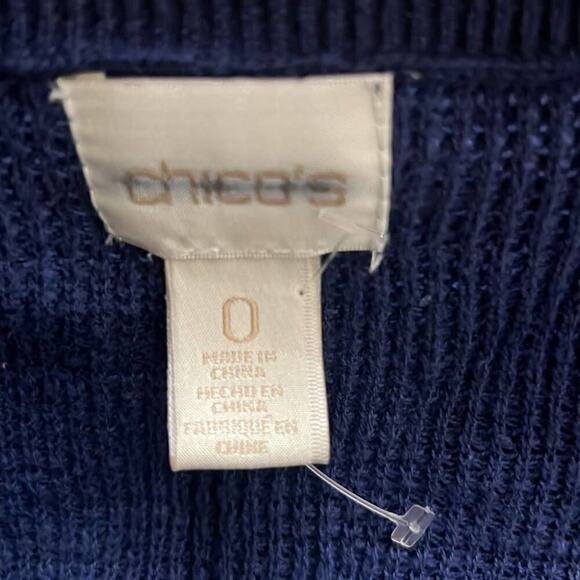 chico's
0
MADE IN
CHINA
HECHO EN
CHINA
FABRIQUÉ EN
CHINE